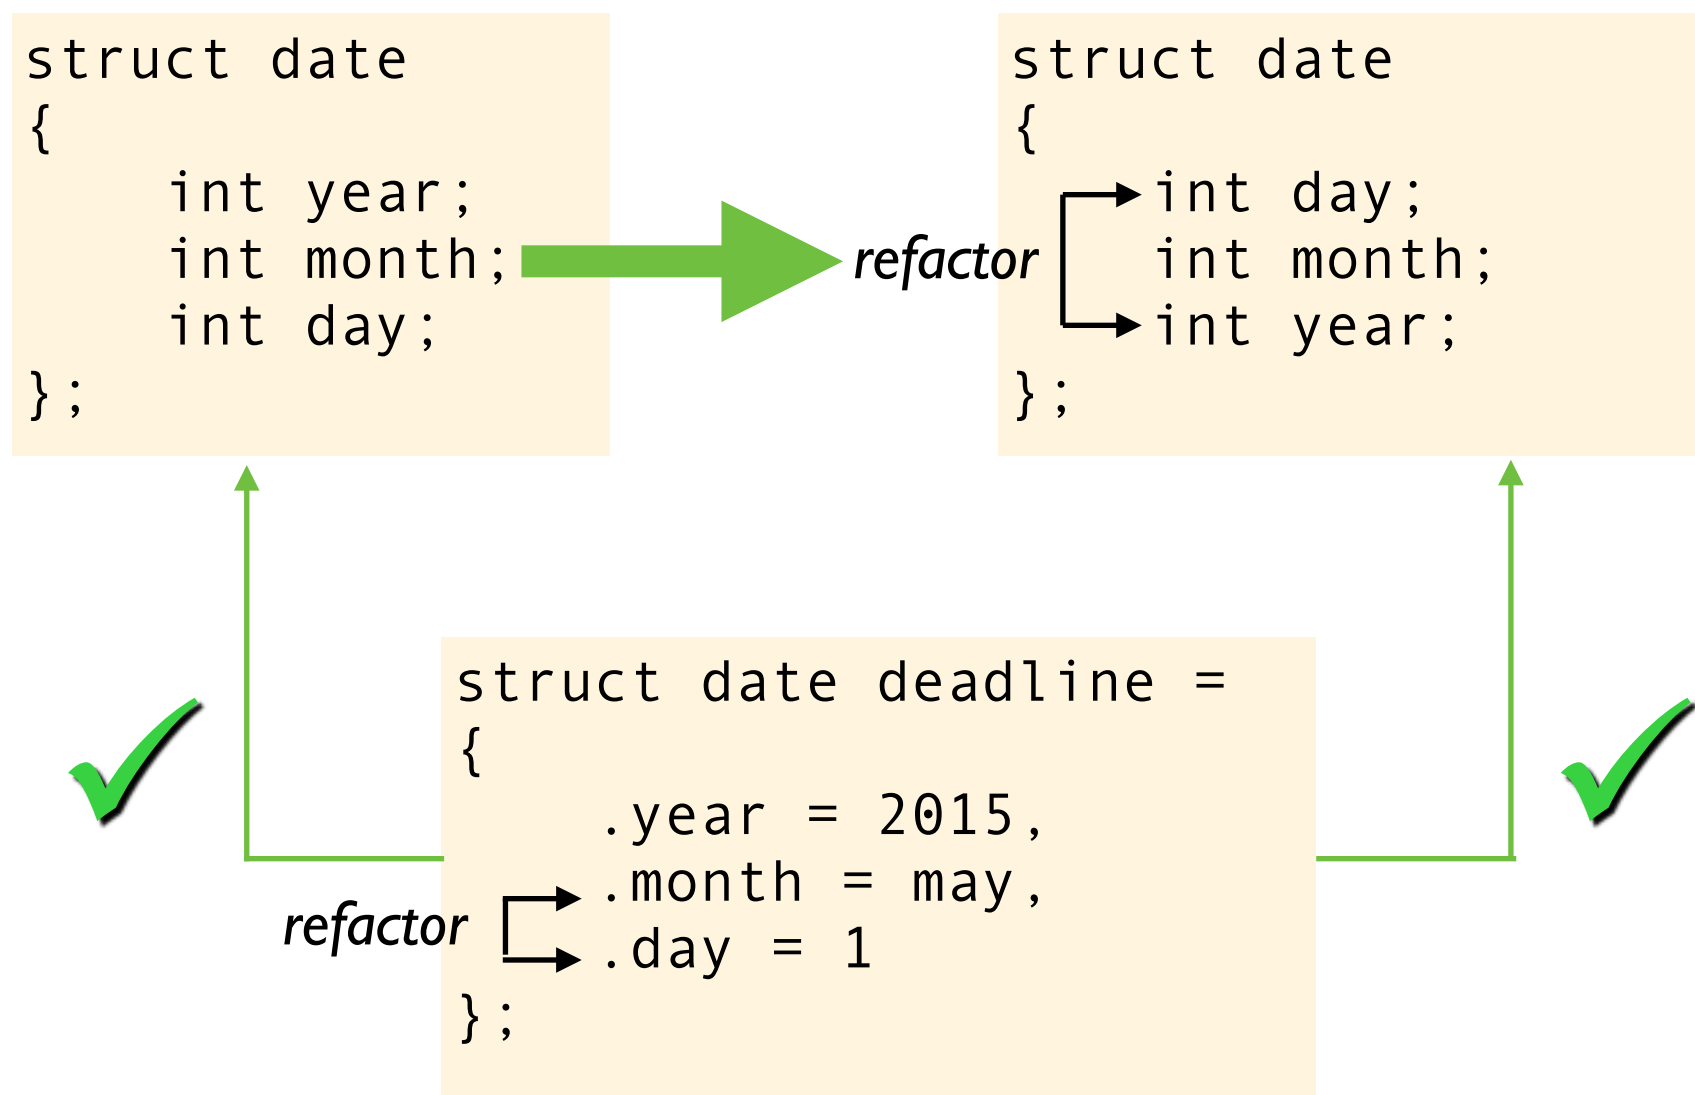 struct date
{
    int year;
    int month;
    int day;
};
refactor
struct date
{
    int day;
    int month;
    int year;
};
struct date deadline =
{
    .year = 2015,
    .month = may,
    .day = 1
};
refactor